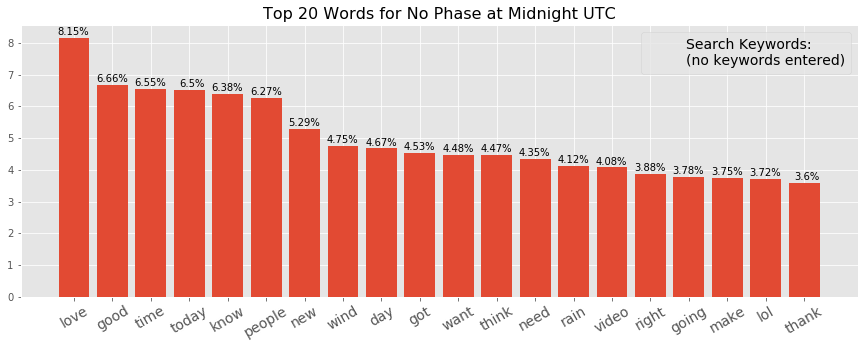 Top 20 Words for No Phase at Midnight UTC
Search Keywords:
(no keywords entered)
8
7
6
5
4
3
2
1
0
8.15%
6.66%
6.55%
6.5%
6.38%
6.27%
5.29%
4.75%
4.67%
4.53%
4.48%
4.47%
4.35%
4.12%
4.08%
3.88%
3.78%
3.75%
3.72%
3.6%
love
good
time
today
know
people
new
wind
day
got
want
think
need
rain
video
right
going
make
lol
thank